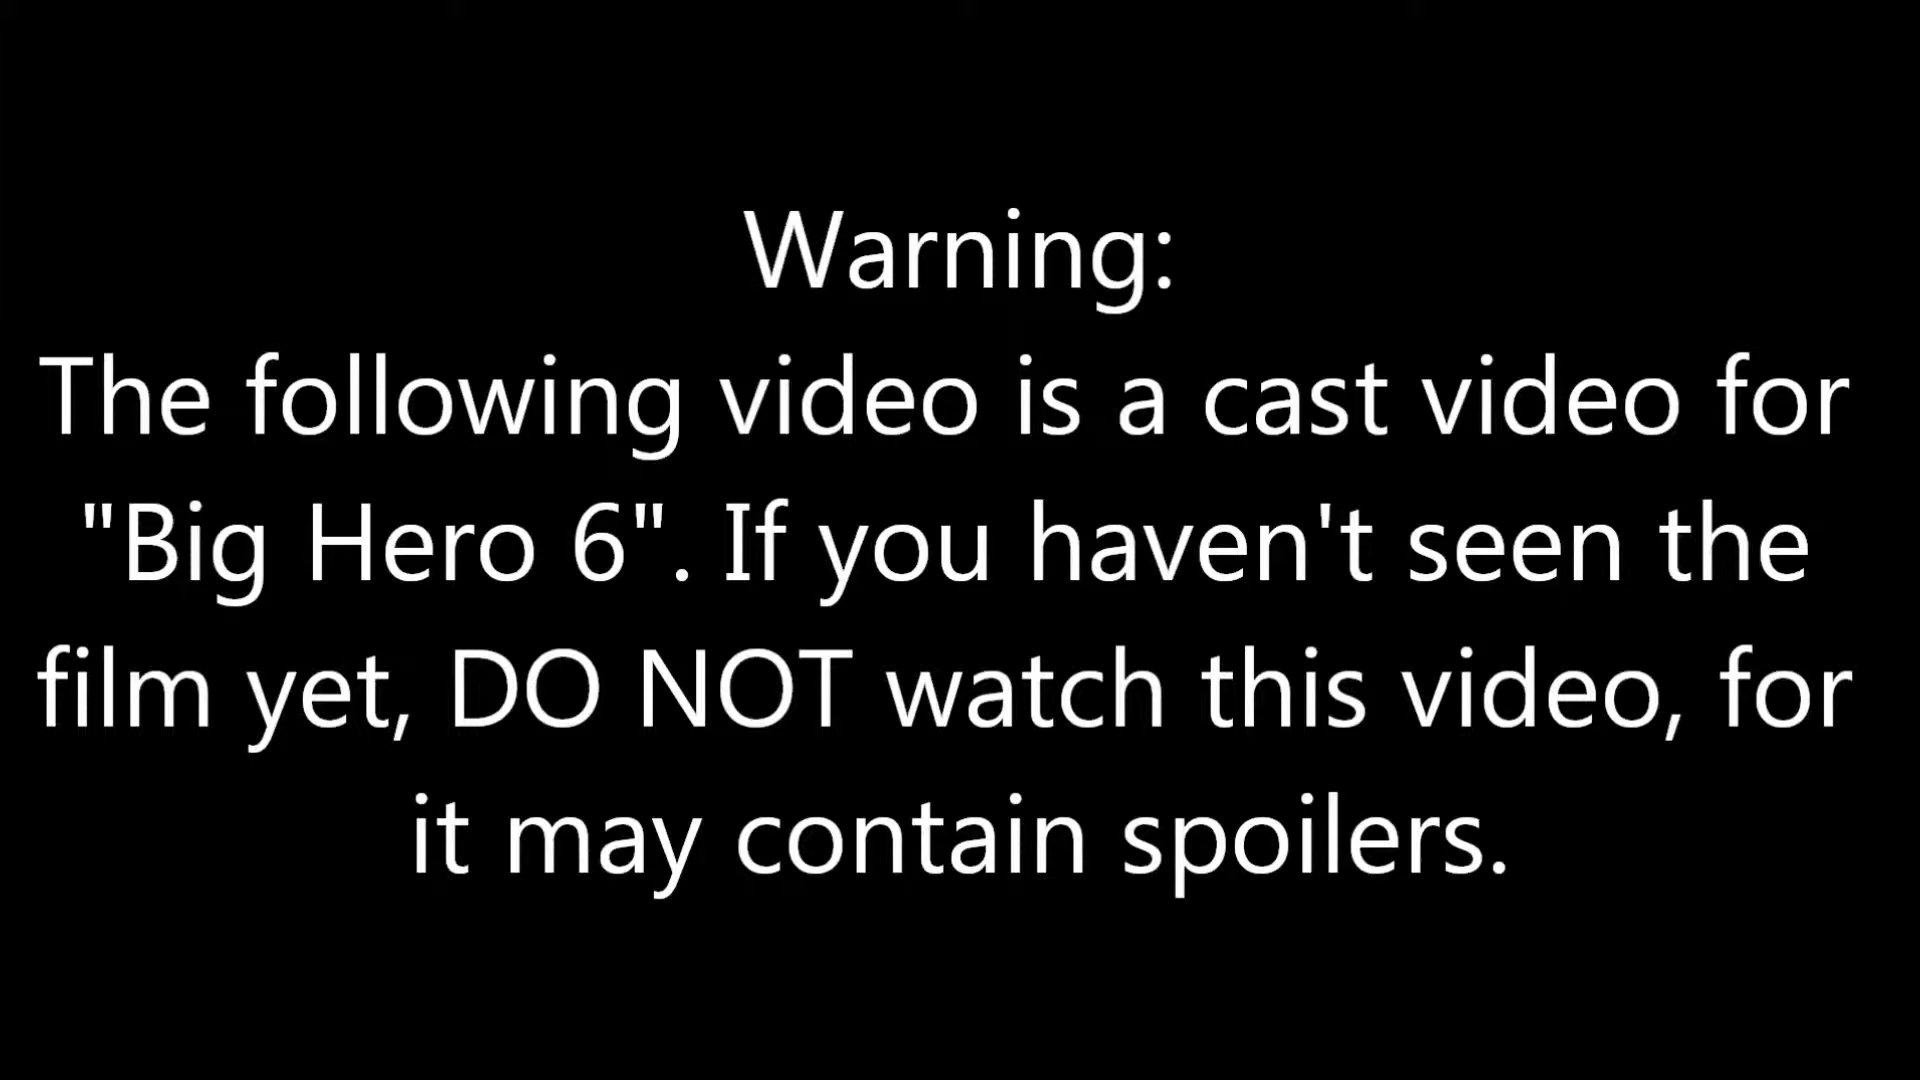 Warning:
The following video is a cast video for
"Big Hero 6". If you haven't seen the
film yet, DO NOT watch this video, for
it may contain spoilers.